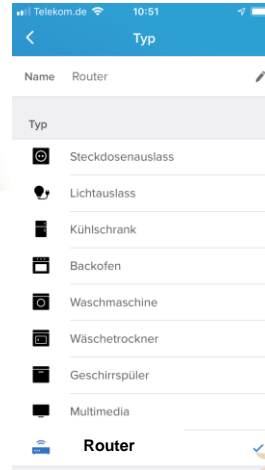 Telekom.de 10:51
Typ
Name Router
Typ
Steckdosenauslass
Lichtauslass
Kühlschrank
Backofen
Waschmaschine
Wäschetrockner
Geschirrspüler
Multimedia
Router